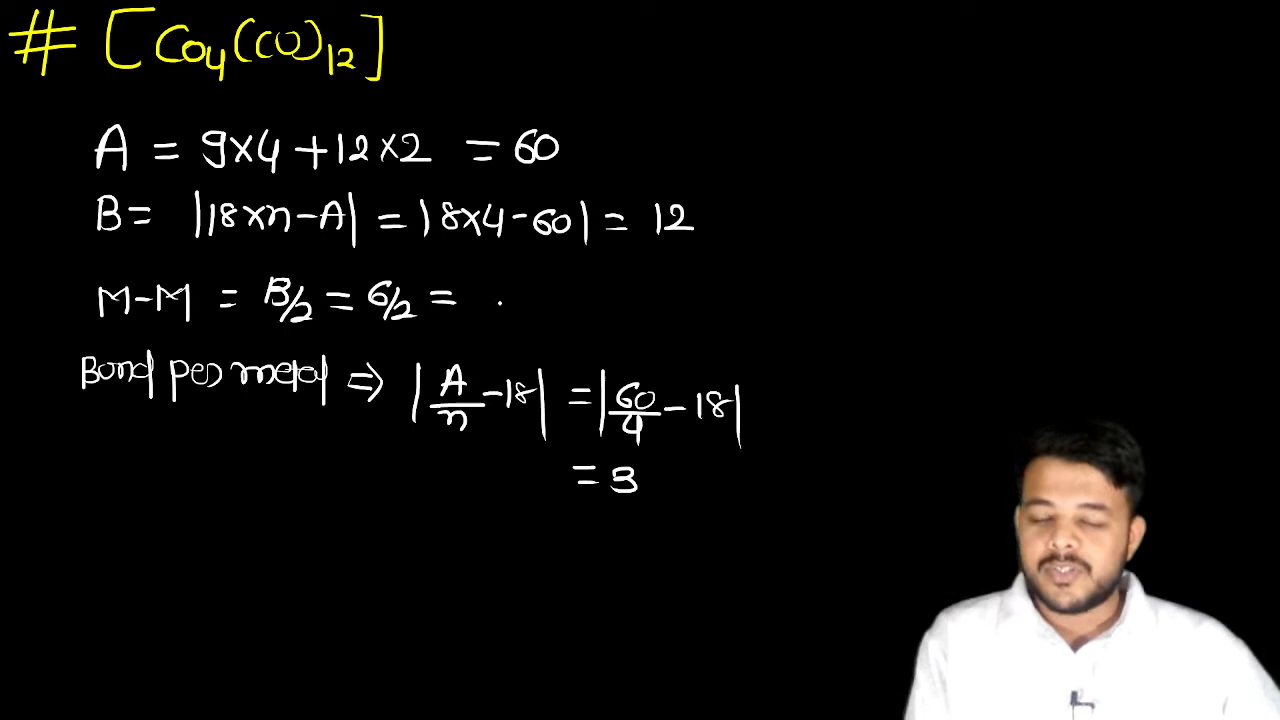 # [Co4(CO)12]
A = 9×4 + 12×2 = 60
B = |18×n - A| = |18×4 - 60| = 12
M-M = B/2 = 6/2 =
Bond per metal ⇒ |A/n - 18| = |60/4 - 18|
= 3